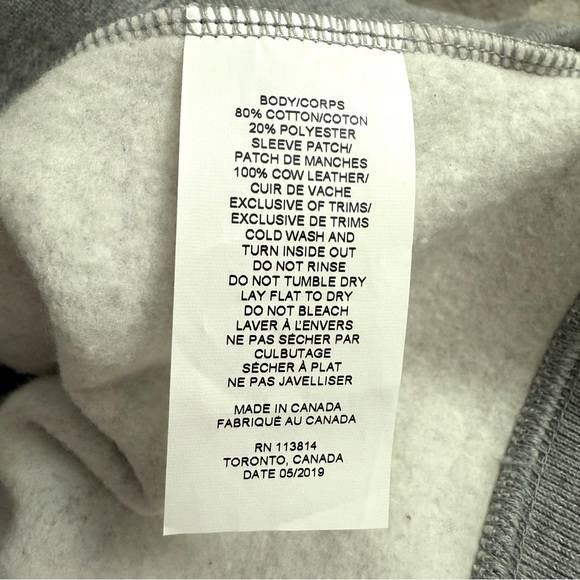 BODY/CORPS
80% COTTON/COTON
20% POLYESTER
SLEEVE PATCH/
PATCH DE MANCHES
100% COW LEATHER/
CUIR DE VACHE
EXCLUSIVE OF TRIMS/
EXCLUSIVE DE TRIMS
COLD WASH AND
TURN INSIDE OUT
DO NOT RINSE
DO NOT TUMBLE DRY
LAY FLAT TO DRY
DO NOT BLEACH
LAVER À L'ENVERS
NE PAS SÉCHER PAR
CULBUTAGE
SÉCHER À PLAT
NE PAS JAVELLISER
MADE IN CANADA
FABRIQUÉ AU CANADA
RN 113814
TORONTO, CANADA
DATE 05/2019